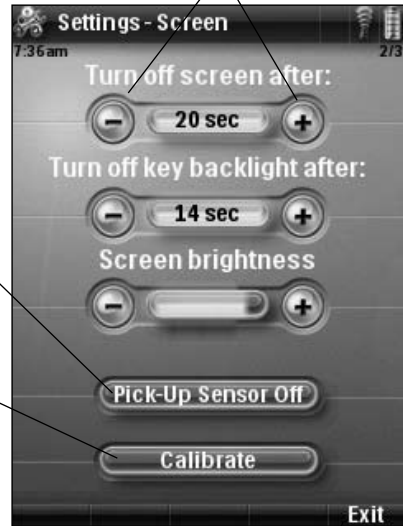 Settings - Screen
7:36am
2/3
Turn off screen after:
20 sec
Turn off key backlight after:
14 sec
Screen brightness
Pick-Up Sensor Off
Calibrate
Exit